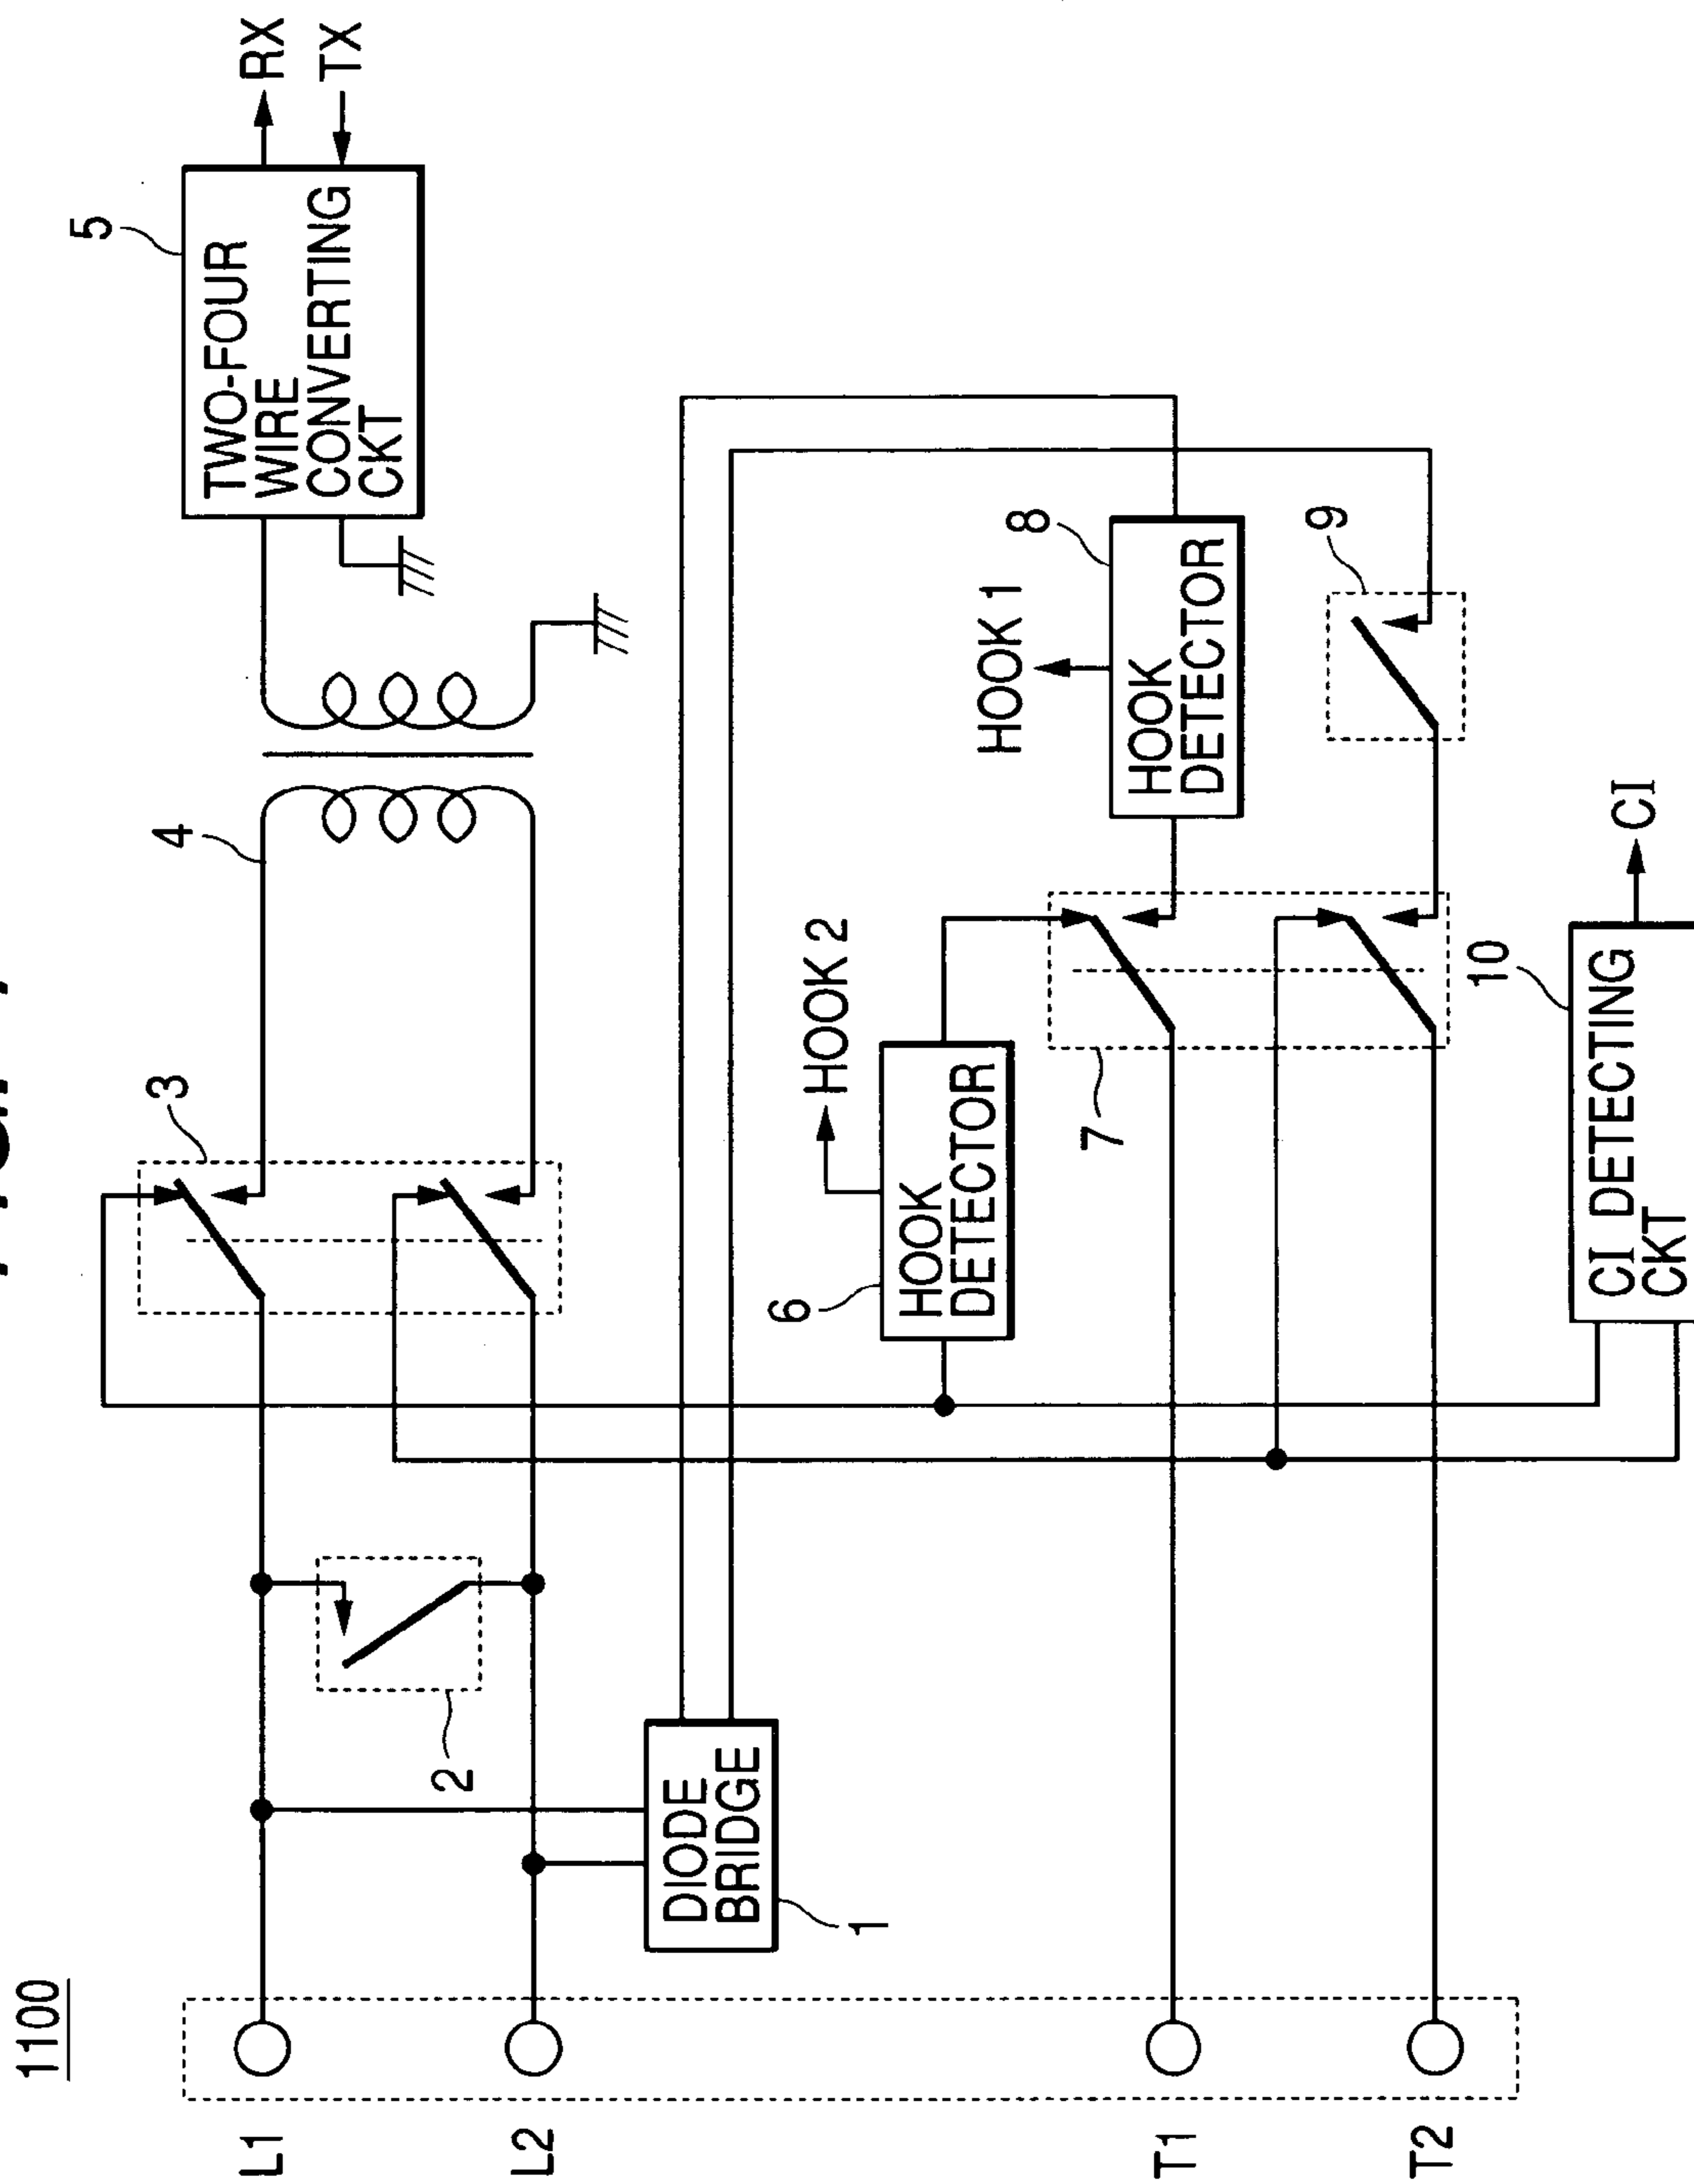 1100
L1
L2
T1
T2
DIODE
BRIDGE
1
2
3
4
5
TWO-FOUR
WIRE
CONVERTING
CKT
RX
TX
6
HOOK
DETECTOR
HOOK 2
7
HOOK 1
8
HOOK
DETECTOR
9
10
CI DETECTING
CKT
CI